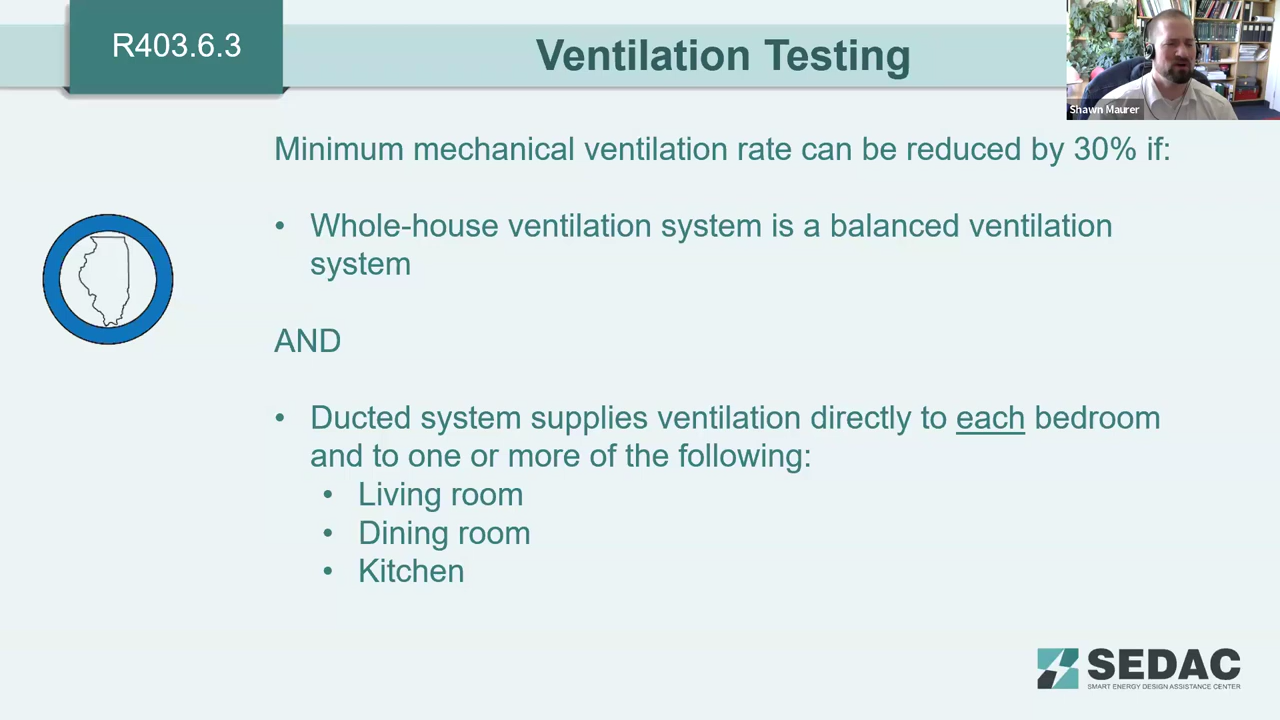 R403.6.3
Ventilation Testing
Shawn Maurer
Minimum mechanical ventilation rate can be reduced by 30% if:
• Whole-house ventilation system is a balanced ventilation
system
AND
• Ducted system supplies ventilation directly to each bedroom
and to one or more of the following:
• Living room
• Dining room
• Kitchen
SEDAC
SMART ENERGY DESIGN ASSISTANCE CENTER